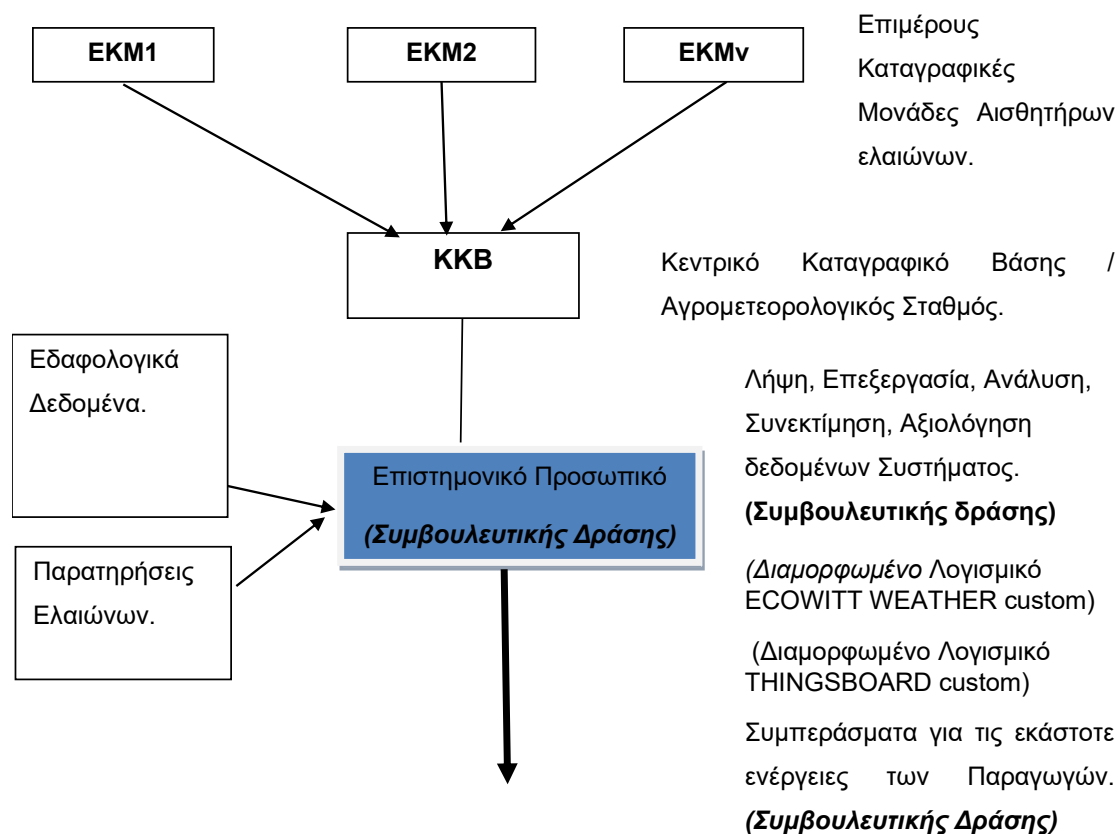 ΕΚΜ1
ΕΚΜ2
ΕΚΜν
Επιμέρους
Καταγραφικές
Μονάδες Αισθητήρων
ελαιώνων.
ΚΚΒ
Κεντρικό Καταγραφικό Βάσης /
Αγρομετεορολογικός Σταθμός.
Εδαφολογικά
Δεδομένα.
Λήψη, Επεξεργασία, Ανάλυση,
Συνεκτίμηση, Αξιολόγηση
δεδομένων Συστήματος.
(Συμβουλευτικής δράσης)
Επιστημονικό Προσωπικό
(Συμβουλευτικής Δράσης)
Παρατηρήσεις
Ελαιώνων.
(Διαμορφωμένο Λογισμικό
ECOWITT WEATHER custom)
(Διαμορφωμένο Λογισμικό
THINGSBOARD custom)
Συμπεράσματα για τις εκάστοτε
ενέργειες των Παραγωγών.
(Συμβουλευτικής Δράσης)